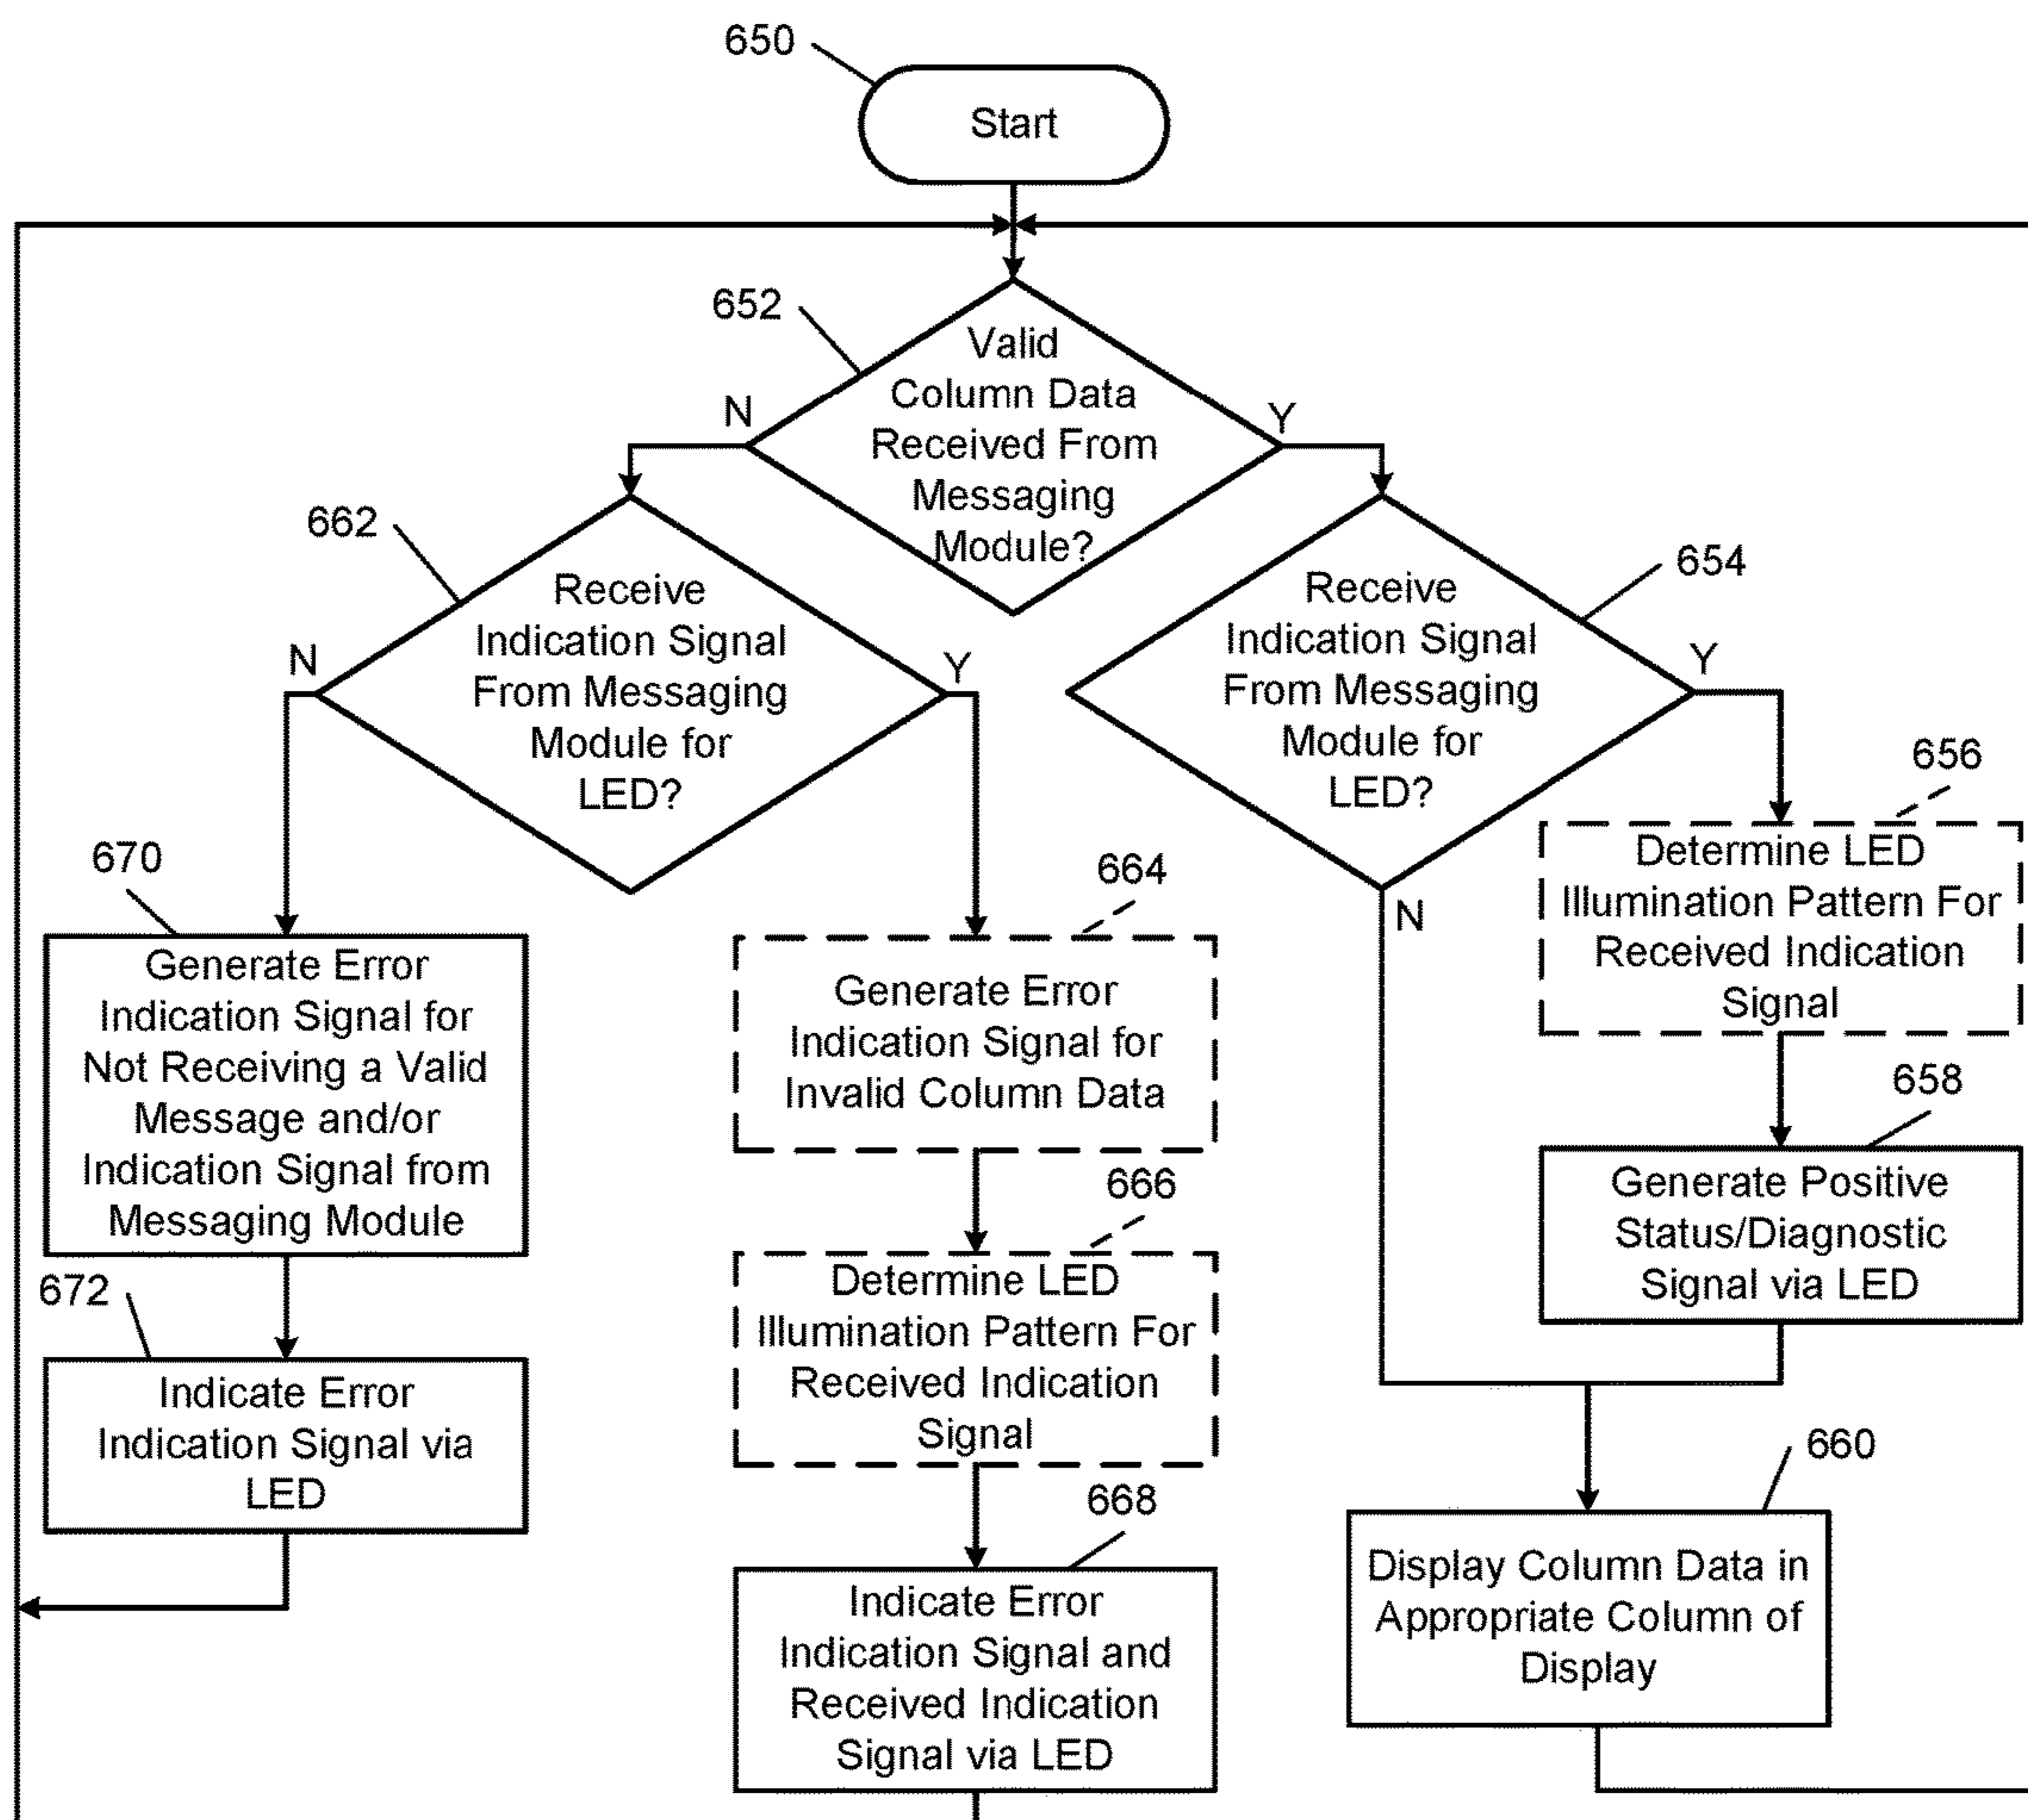 650
Start
652
Valid
Column Data
Received From
Messaging
Module?
N
Y
662
Receive
Indication Signal
From Messaging
Module for
LED?
N
Y
654
Receive
Indication Signal
From Messaging
Module for
LED?
Y
N
656
Determine LED
Illumination Pattern For
Received Indication
Signal
658
Generate Positive
Status/Diagnostic
Signal via LED
660
Display Column Data in
Appropriate Column of
Display
664
Generate Error
Indication Signal for
Invalid Column Data
666
Determine LED
Illumination Pattern For
Received Indication
Signal
668
Indicate Error
Indication Signal and
Received Indication
Signal via LED
670
Generate Error
Indication Signal for
Not Receiving a Valid
Message and/or
Indication Signal from
Messaging Module
672
Indicate Error
Indication Signal via
LED